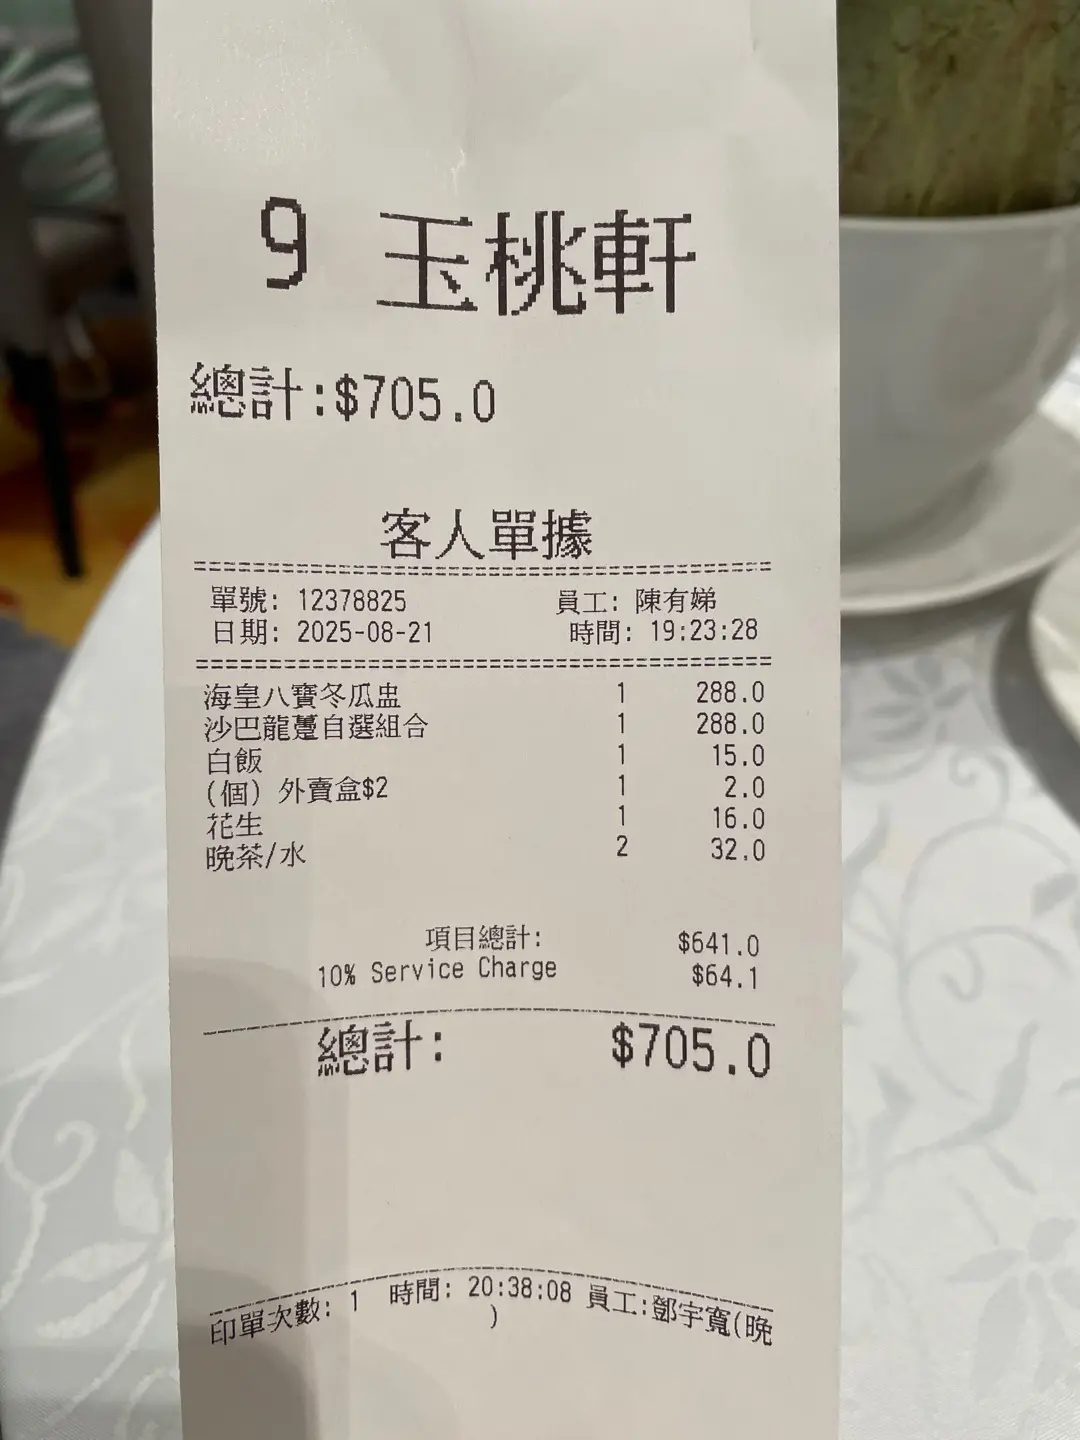 9 玉桃軒
總計:$705.0
客人單據
單號: 12378825 員工: 陳有娣
日期: 2025-08-21 時間: 19:23:28
海皇八寶冬瓜盅 1 288.0
沙巴龍躉自選組合 1 288.0
白飯 1 15.0
(個) 外賣盒$2 1 2.0
花生 1 16.0
晚茶/水 2 32.0
項目總計: $641.0
10% Service Charge $64.1
總計: $705.0
印單次數: 1 時間: 20:38:08 員工:鄧宇寬(晚
)